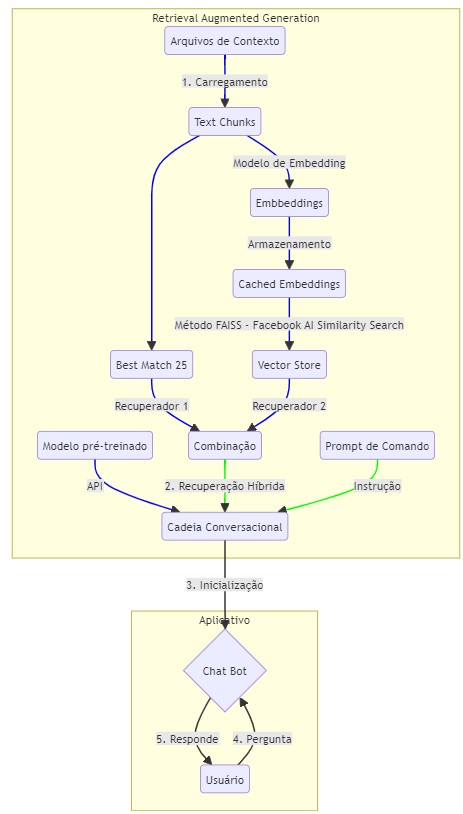 Retrieval Augmented Generation
Arquivos de Contexto
1. Carregamento
Text Chunks
Modelo de Embedding
Embbeddings
Armazenamento
Cached Embeddings
Método FAISS - Facebook AI Similarity Search
Best Match 25
Vector Store
Recuperador 1
Recuperador 2
Modelo pré-treinado
Combinação
Prompt de Comando
API
2. Recuperação Híbrida
Instrução
Cadeia Conversacional
3. Inicialização
Aplicativo
Chat Bot
5. Responde
4. Pergunta
Usuário